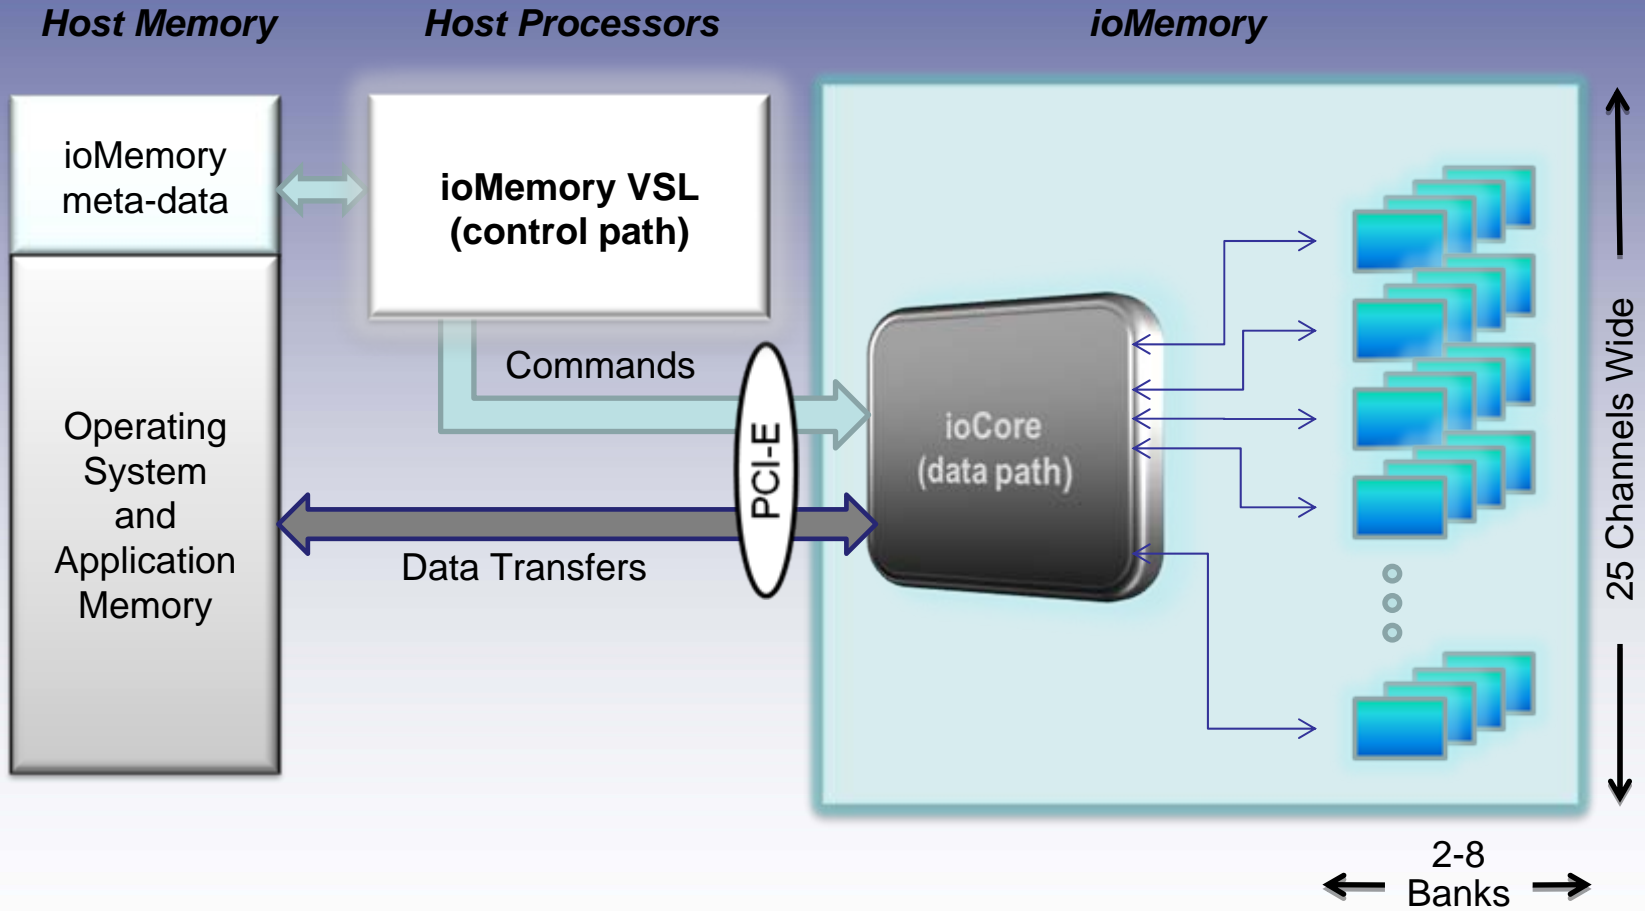 Host Memory
Host Processors
ioMemory
ioMemory
meta-data
ioMemory VSL
(control path)
Operating
System
and
Application
Memory
Commands
PCI-E
Data Transfers
ioCore
(data path)
25 Channels Wide
2-8
Banks